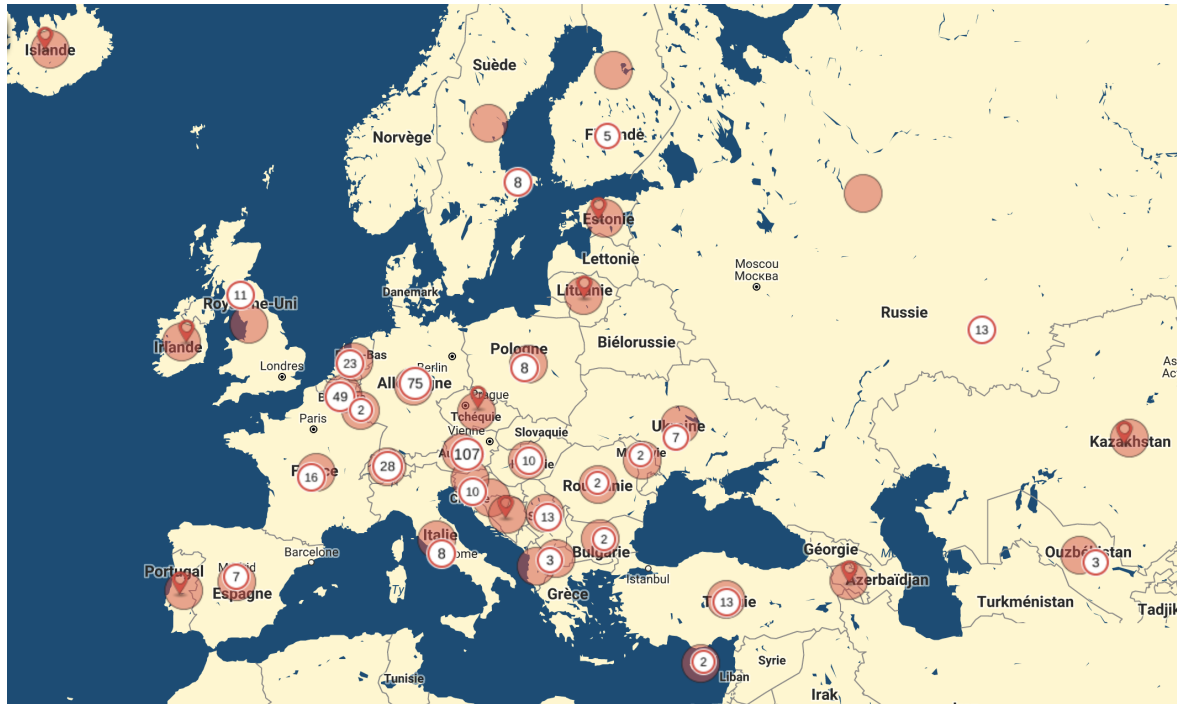 Islande
Suède
Norvège
5
8
Estonie
Lettonie
Moscou
Москва
Danemark
Lituanie
11
Royaume-Uni
Russie
13
Irlande
Biélorussie
Pologne
8
23
Londres
Berlin
75
49
2
Prague
Tchéquie
Paris
Vienne
Slovaquie
Ukraine
7
Kazakhstan
107
10
2
28
16
2
Roumanie
10
13
Italie
8
3
2
Bulgarie
Barcelone
Géorgie
Ouzbékistan
3
Portugal
7
Espagne
Istanbul
Azerbaïdjan
Grèce
13
Turkménistan
Tadjik
2
Syrie
Liban
Tunisie
Irak